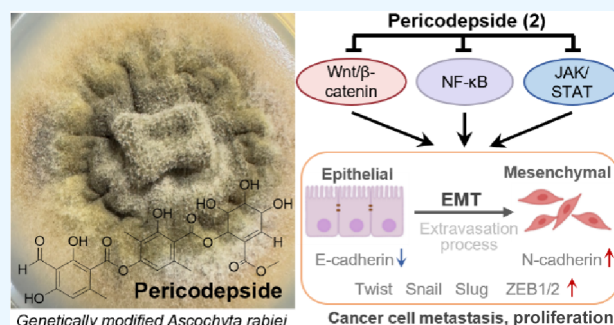 Pericodepside (2)
Wnt/β-
catenin
NF-κB
JAK/
STAT
Epithelial
Mesenchymal
EMT
Extravasation
process
E-cadherin
N-cadherin
Twist Snail Slug ZEB1/2
Cancer cell metastasis, proliferation
O OH
H
HO
O
O
OH
O
O
OH
OH
OH
H
O
O
Pericodepside
Genetically modified Ascochyta rabiei